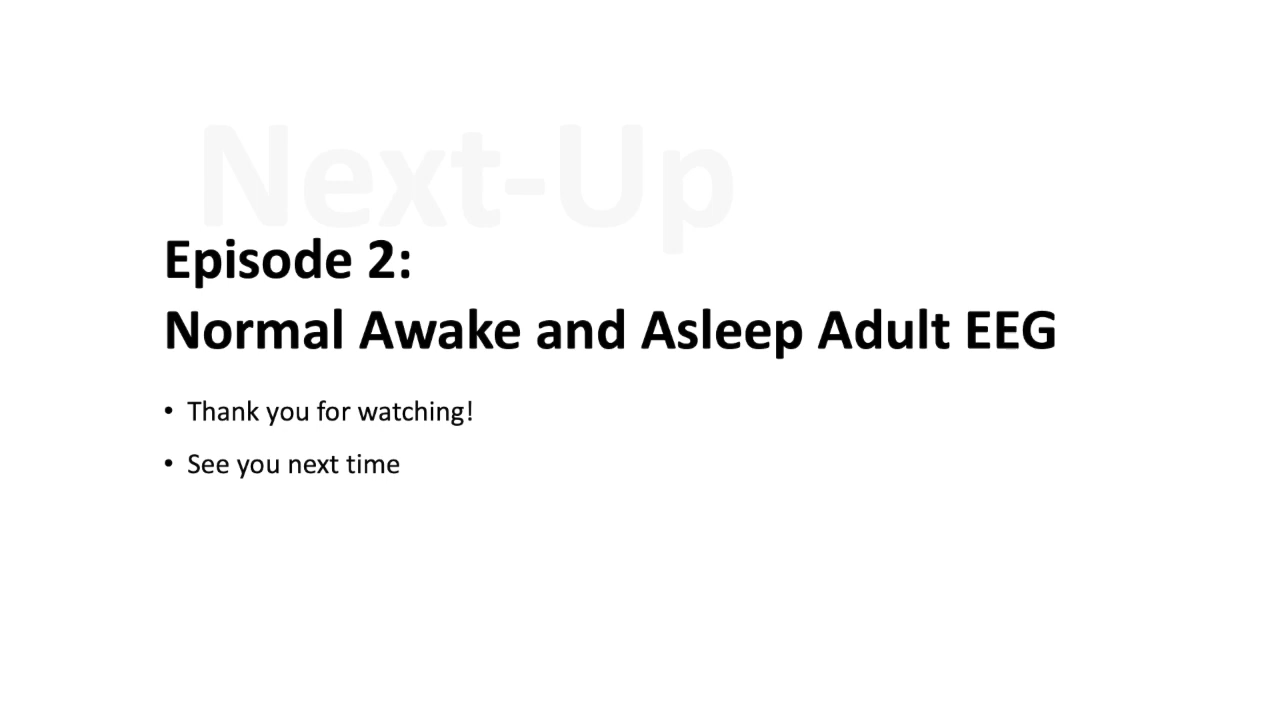 Next-Up
Episode 2:
Normal Awake and Asleep Adult EEG
• Thank you for watching!
• See you next time